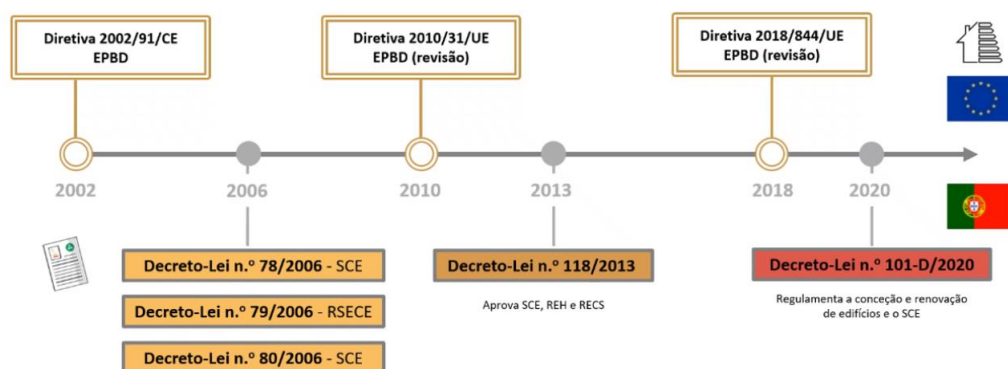 Diretiva 2002/91/CE
EPBD
Diretiva 2010/31/UE
EPBD (revisão)
Diretiva 2018/844/UE
EPBD (revisão)
2002
2006
2010
2013
2018
2020
Decreto-Lei n.º 78/2006 - SCE
Decreto-Lei n.º 79/2006 - RSECE
Decreto-Lei n.º 80/2006 - SCE
Decreto-Lei n.º 118/2013
Aprova SCE, REH e RECS
Decreto-Lei n.º 101-D/2020
Regulamenta a conceção e renovação
de edifícios e o SCE